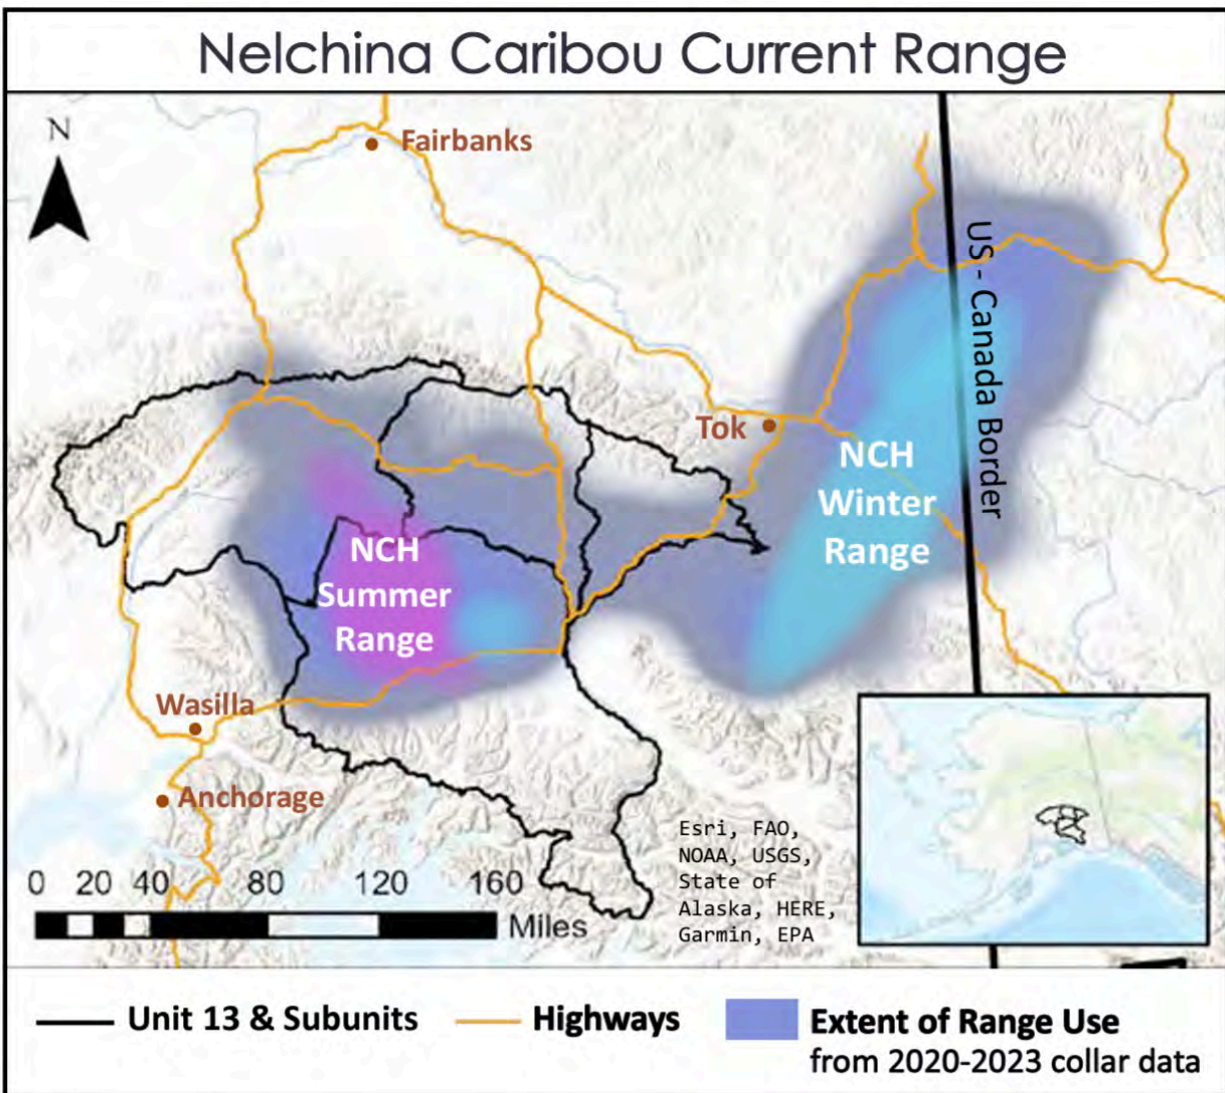 Nelchina Caribou Current Range
N
Fairbanks
US - Canada Border
Tok
NCH
Winter
Range
NCH
Summer
Range
Wasilla
Anchorage
0 20 40 80 120 160
Miles
Esri, FAO,
NOAA, USGS,
State of
Alaska, HERE,
Garmin, EPA
Unit 13 & Subunits
Highways
Extent of Range Use
from 2020-2023 collar data